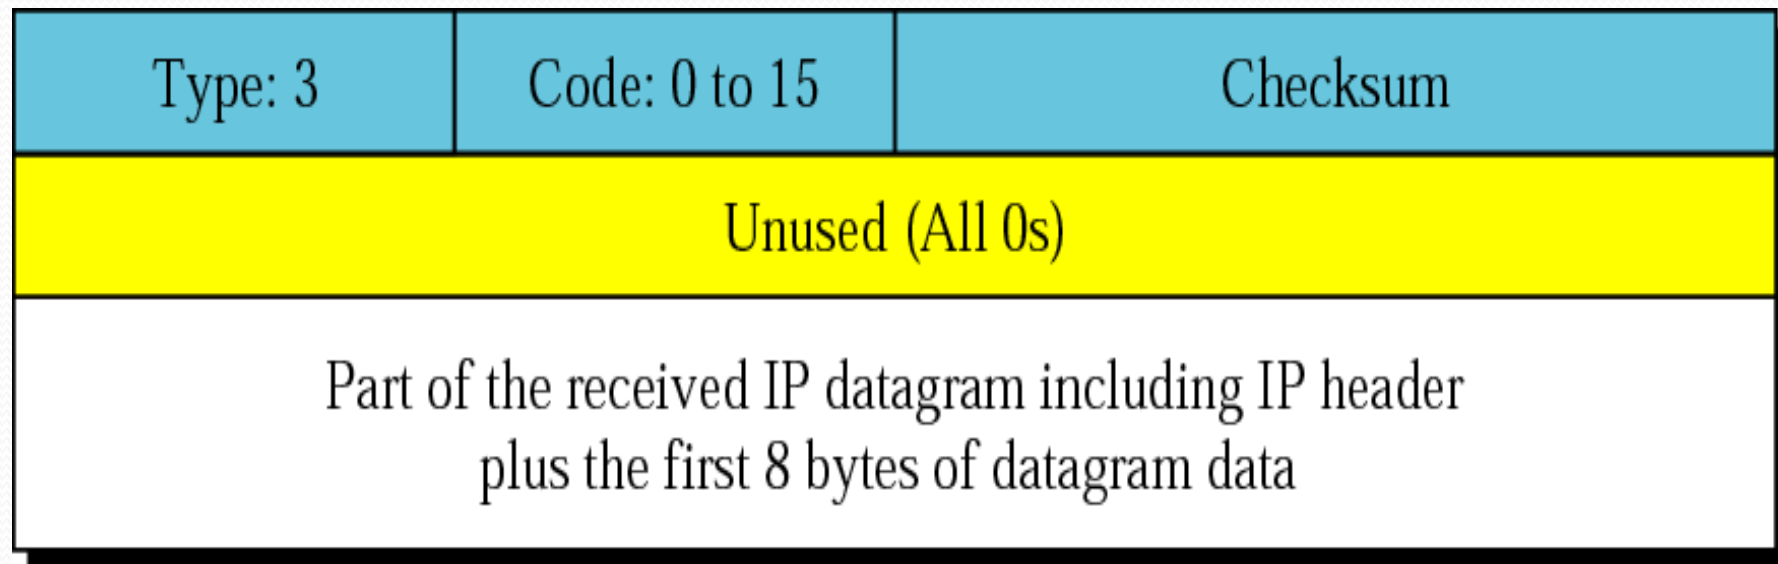 Type: 3
Code: 0 to 15
Checksum
Unused (All 0s)
Part of the received IP datagram including IP header
plus the first 8 bytes of datagram data